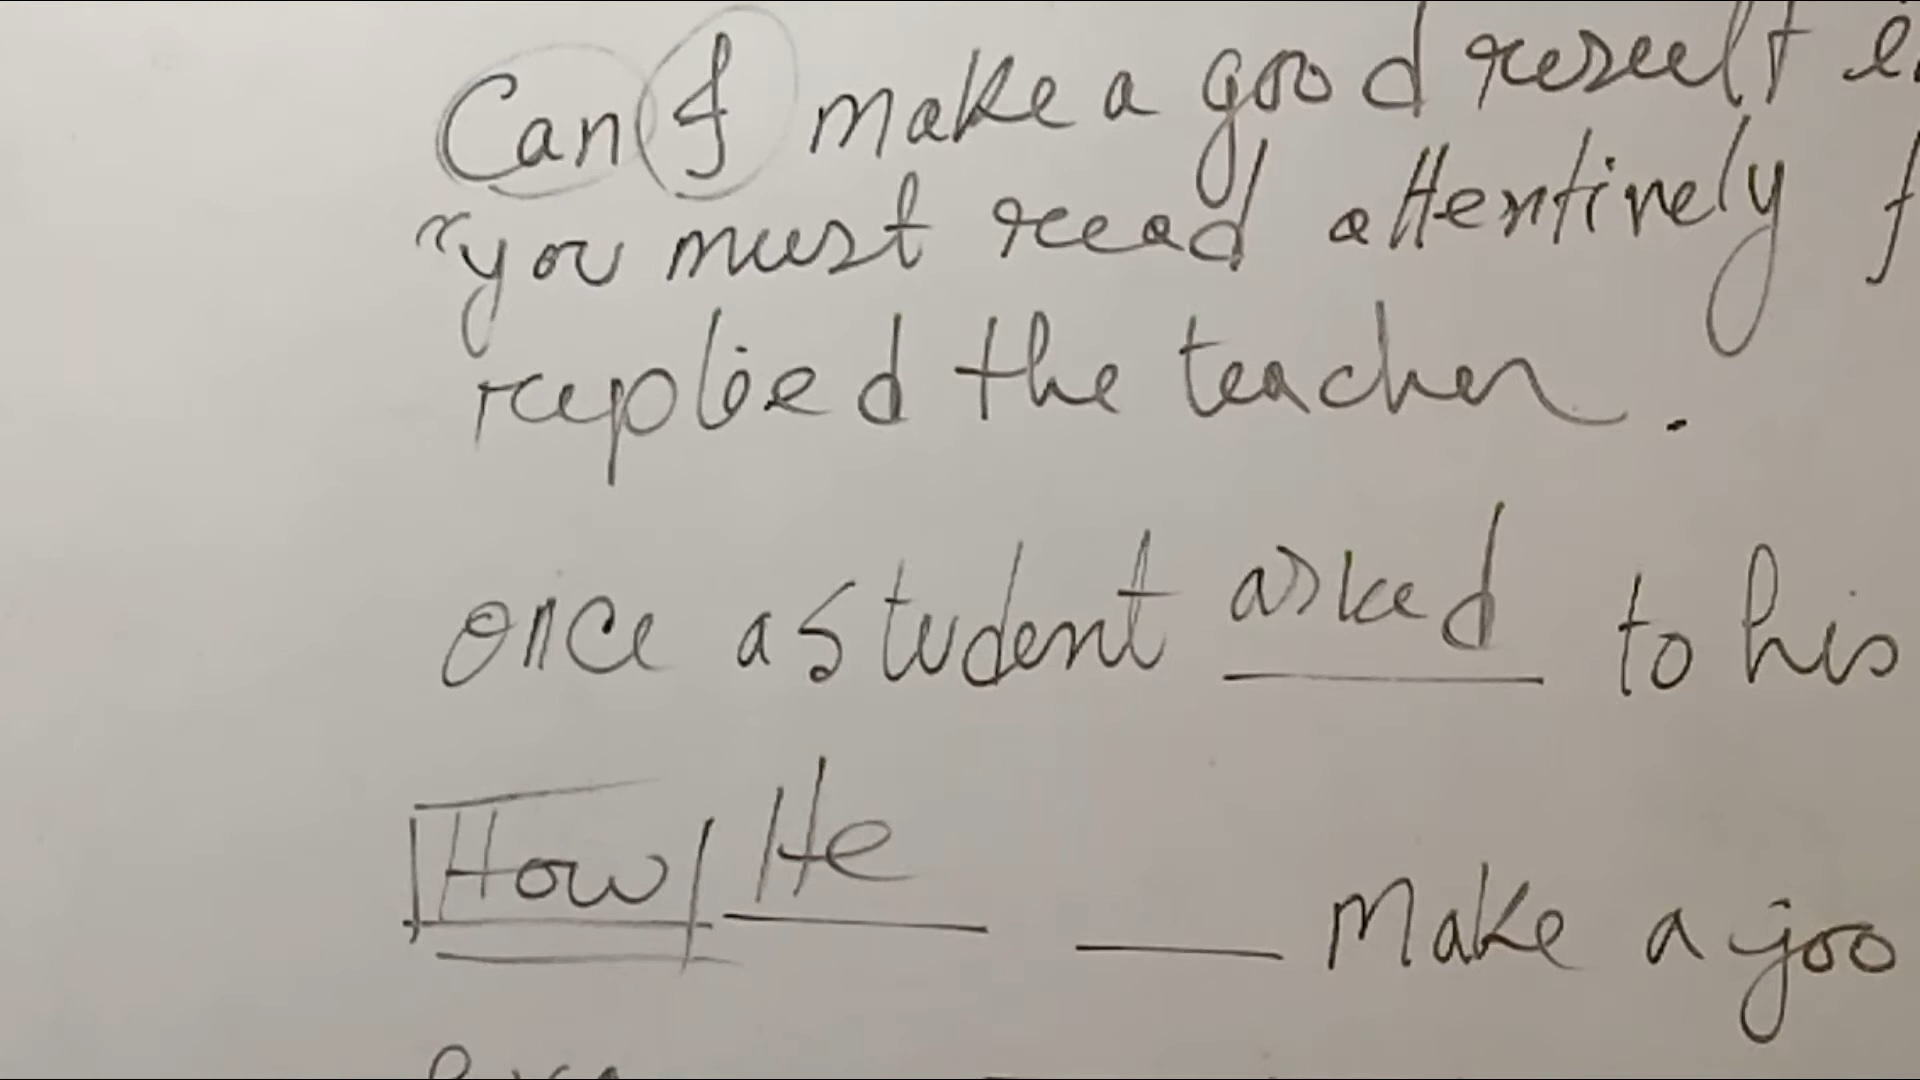 Can I make a good result
"you must read attentively
replied the teacher.
once a student asked to his
How He ___ Make a goo